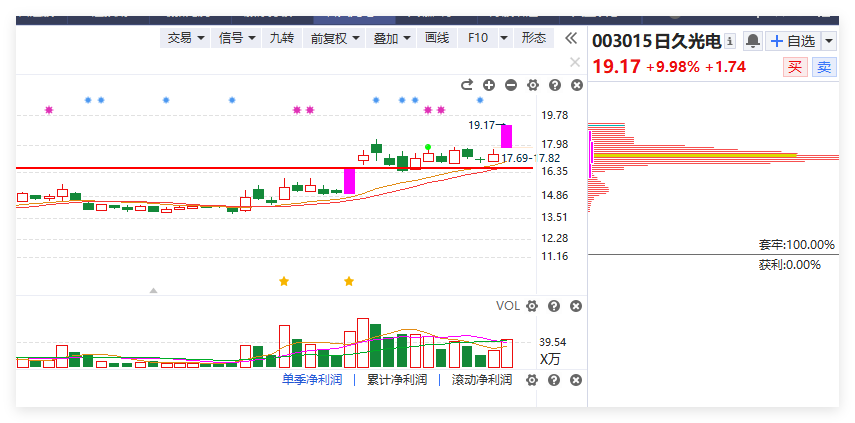 交易 信号 九转 前复权 叠加 画线 F10 形态
003015日久光电 自选
19.17 +9.98% +1.74 买 卖
19.78
19.17
17.98
17.69-17.82
16.35
14.86
13.51
12.28
11.16
套牢:100.00%
获利:0.00%
VOL
39.54
X万
单季净利润 | 累计净利润 | 滚动净利润